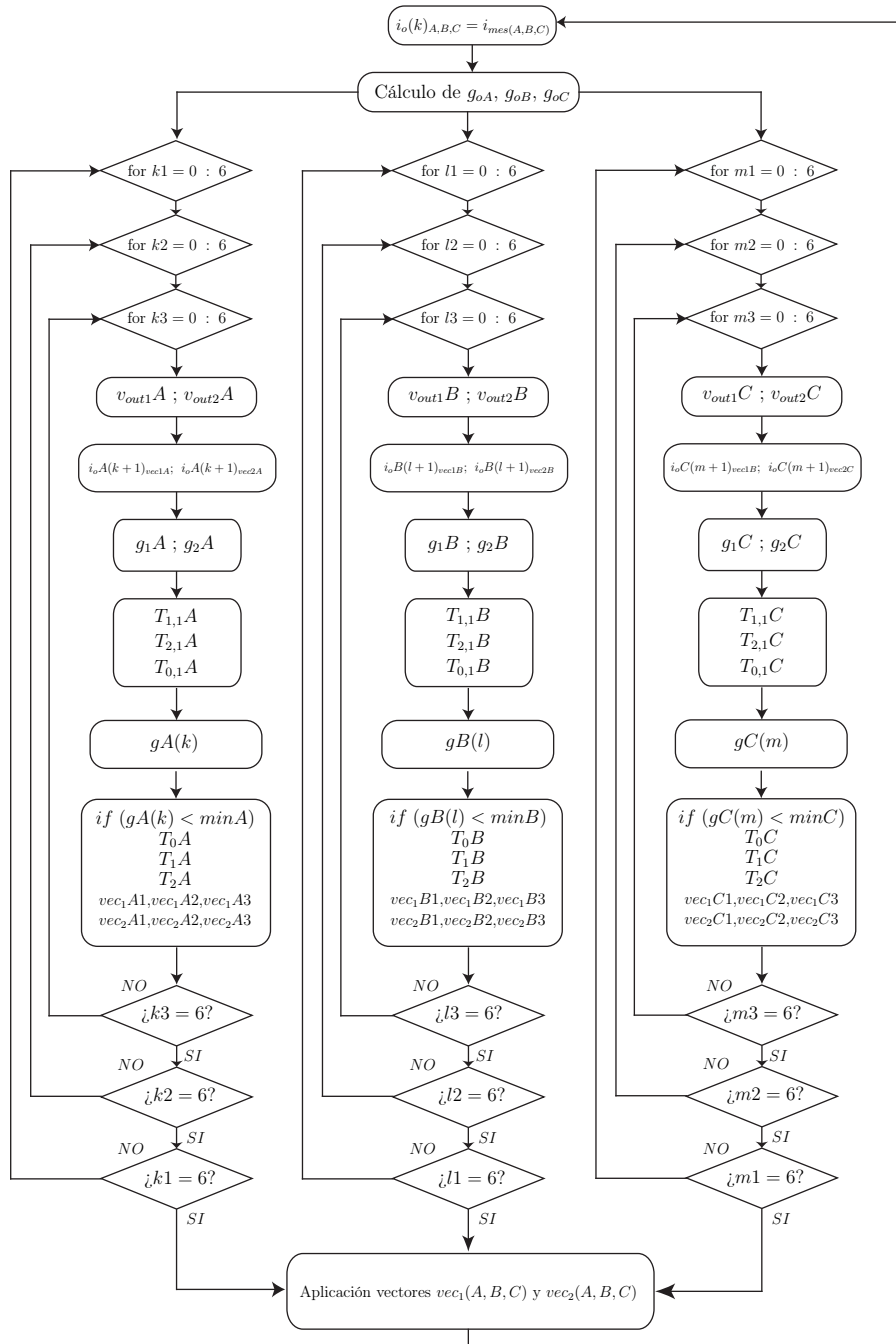 i_o(k)_{A,B,C} = i_{mes(A,B,C)}
Cálculo de g_{oA}, g_{oB}, g_{oC}
for k1 = 0 : 6
for k2 = 0 : 6
for k3 = 0 : 6
v_{out1}A ; v_{out2}A
i_oA(k+1)_{vec1A}; i_oA(k+1)_{vec2A}
g_1A ; g_2A
T_{1,1}A
T_{2,1}A
T_{0,1}A
gA(k)
if (gA(k) < minA)
T_0A
T_1A
T_2A
vec_1A1,vec_1A2,vec_1A3
vec_2A1,vec_2A2,vec_2A3
NO
¿k3 = 6?
SI
NO
¿k2 = 6?
SI
NO
¿k1 = 6?
SI
for l1 = 0 : 6
for l2 = 0 : 6
for l3 = 0 : 6
v_{out1}B ; v_{out2}B
i_oB(l+1)_{vec1B}; i_oB(l+1)_{vec2B}
g_1B ; g_2B
T_{1,1}B
T_{2,1}B
T_{0,1}B
gB(l)
if (gB(l) < minB)
T_0B
T_1B
T_2B
vec_1B1,vec_1B2,vec_1B3
vec_2B1,vec_2B2,vec_2B3
NO
¿l3 = 6?
SI
NO
¿l2 = 6?
SI
NO
¿l1 = 6?
SI
for m1 = 0 : 6
for m2 = 0 : 6
for m3 = 0 : 6
v_{out1}C ; v_{out2}C
i_oC(m+1)_{vec1B}; i_oC(m+1)_{vec2C}
g_1C ; g_2C
T_{1,1}C
T_{2,1}C
T_{0,1}C
gC(m)
if (gC(m) < minC)
T_0C
T_1C
T_2C
vec_1C1,vec_1C2,vec_1C3
vec_2C1,vec_2C2,vec_2C3
NO
¿m3 = 6?
SI
NO
¿m2 = 6?
SI
NO
¿m1 = 6?
SI
Aplicación vectores vec_1(A, B, C) y vec_2(A, B, C)